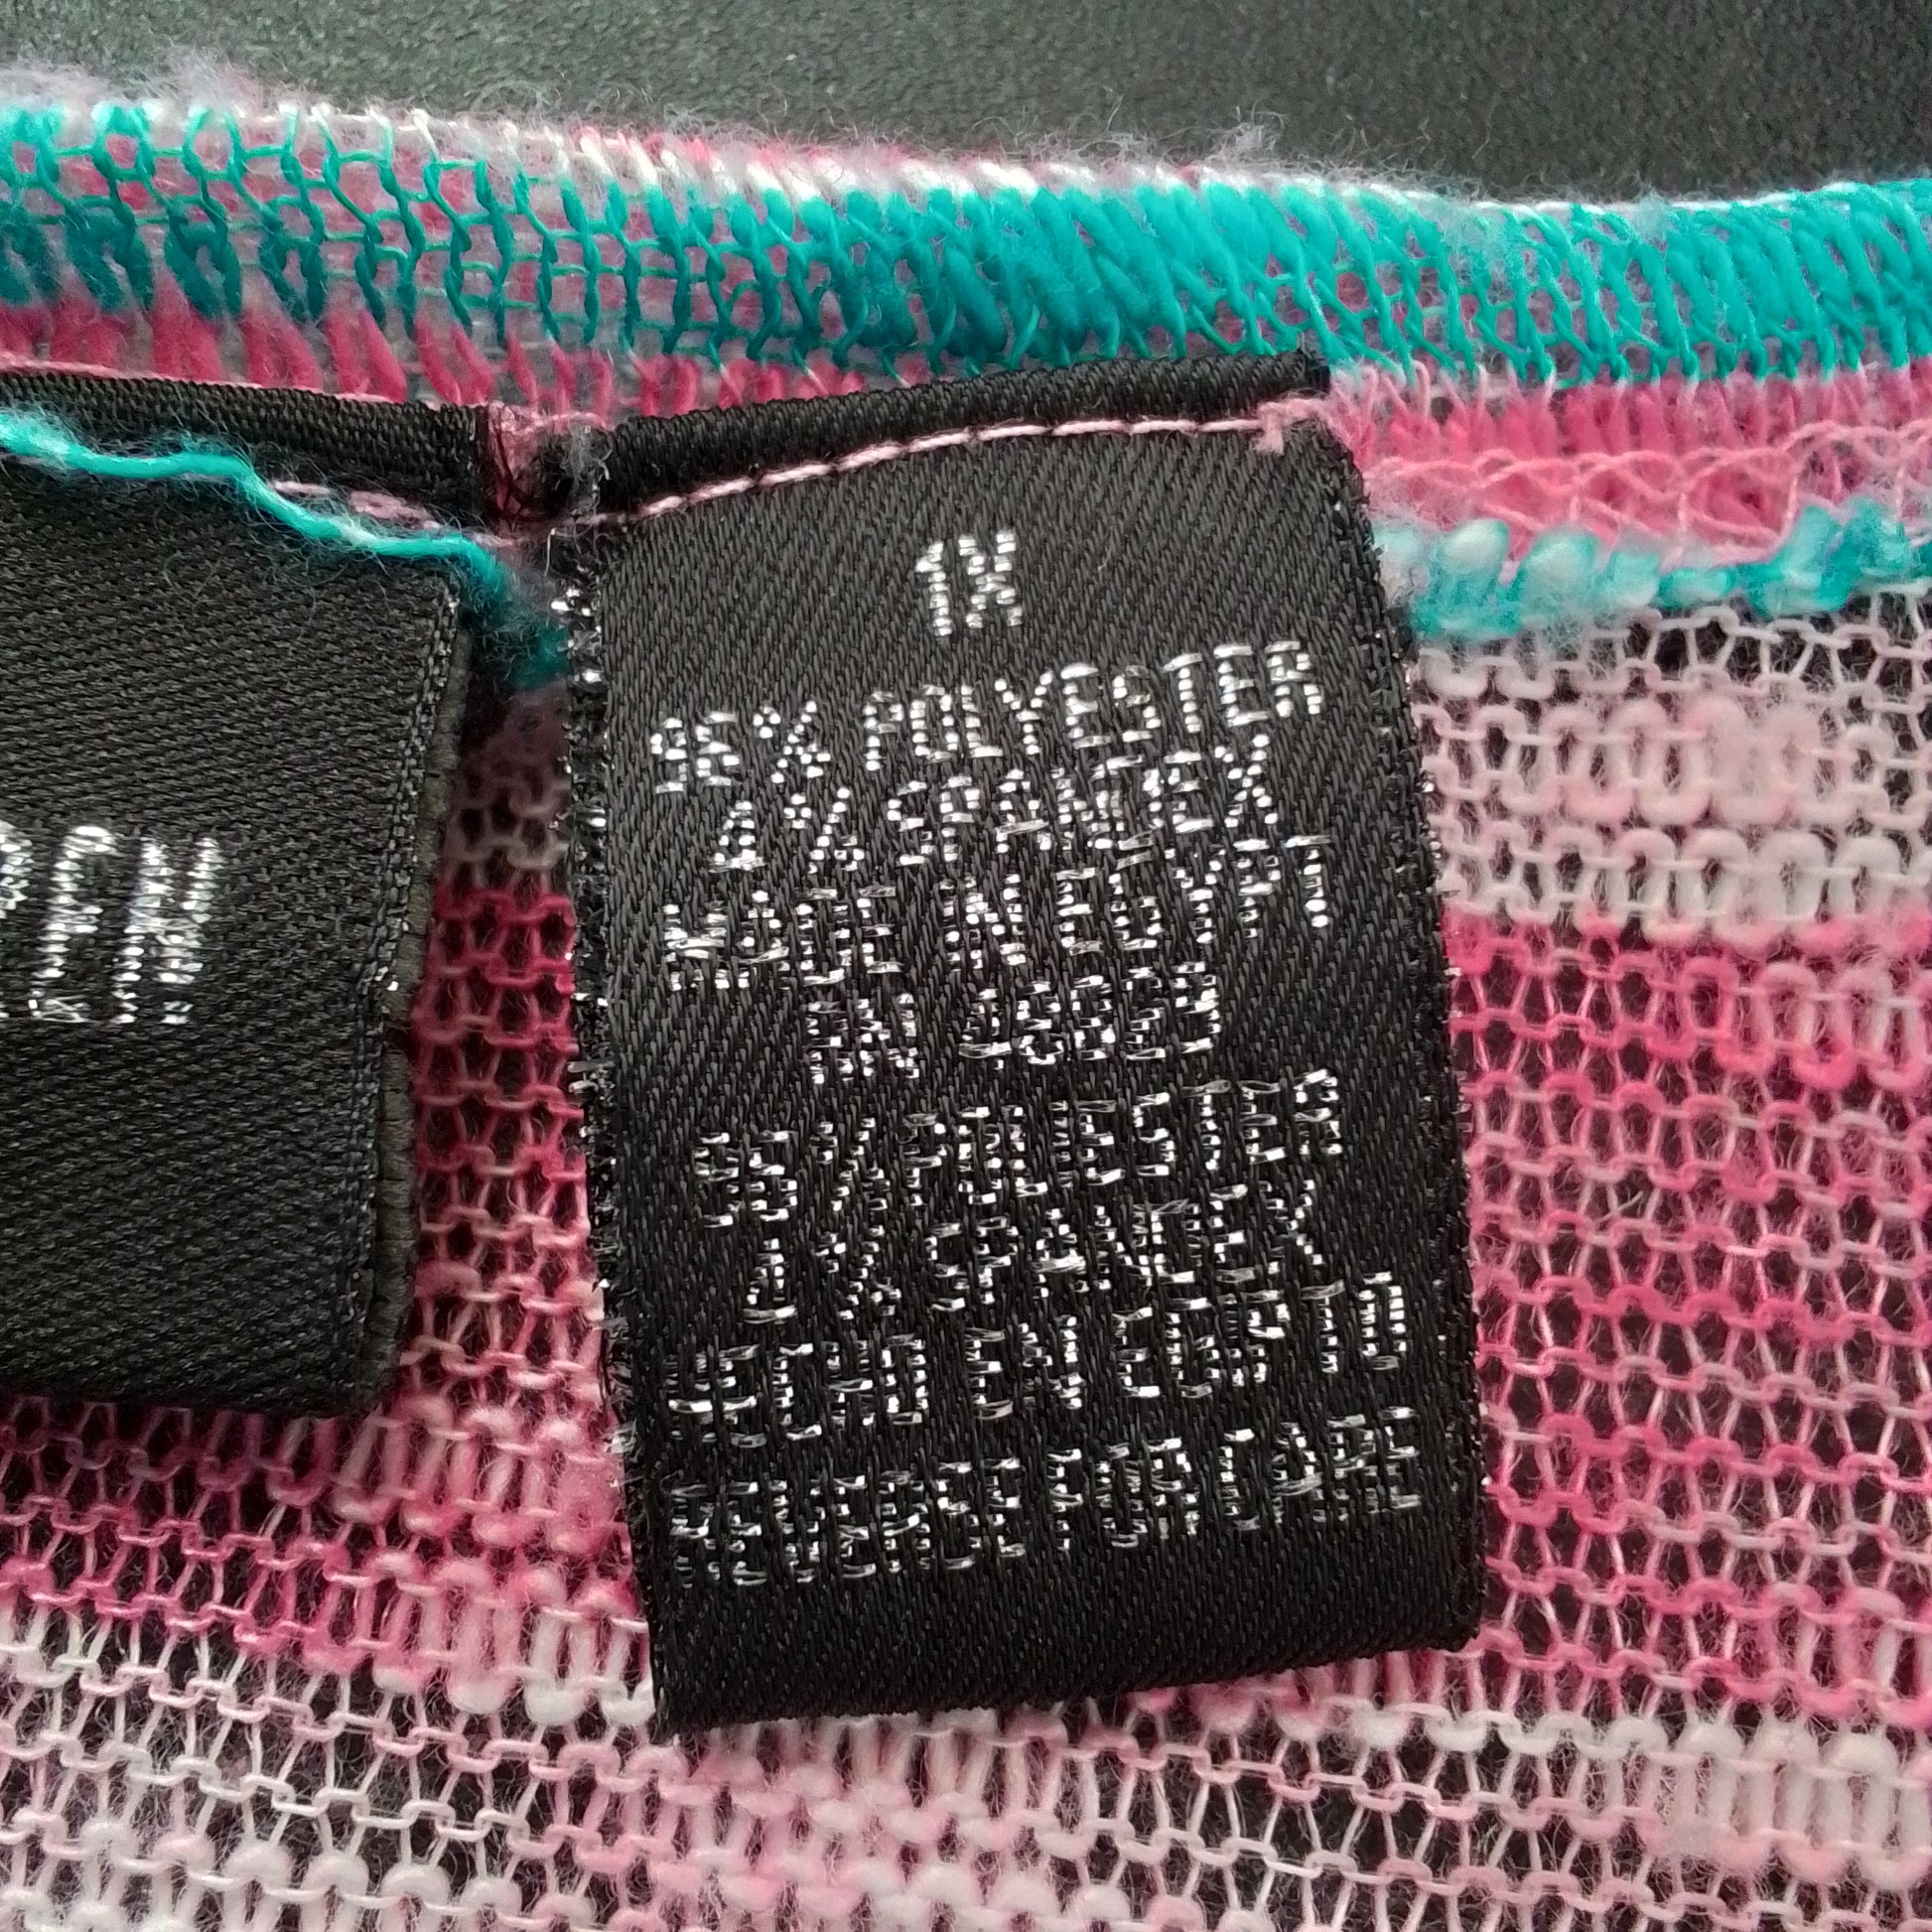 1X
96% POLYESTER
4% SPANDEX
MADE IN EGYPT
RN
96% POLIESTER
4% SPANDEX
HECHO EN EGIPTO
REVERSE FOR CARE